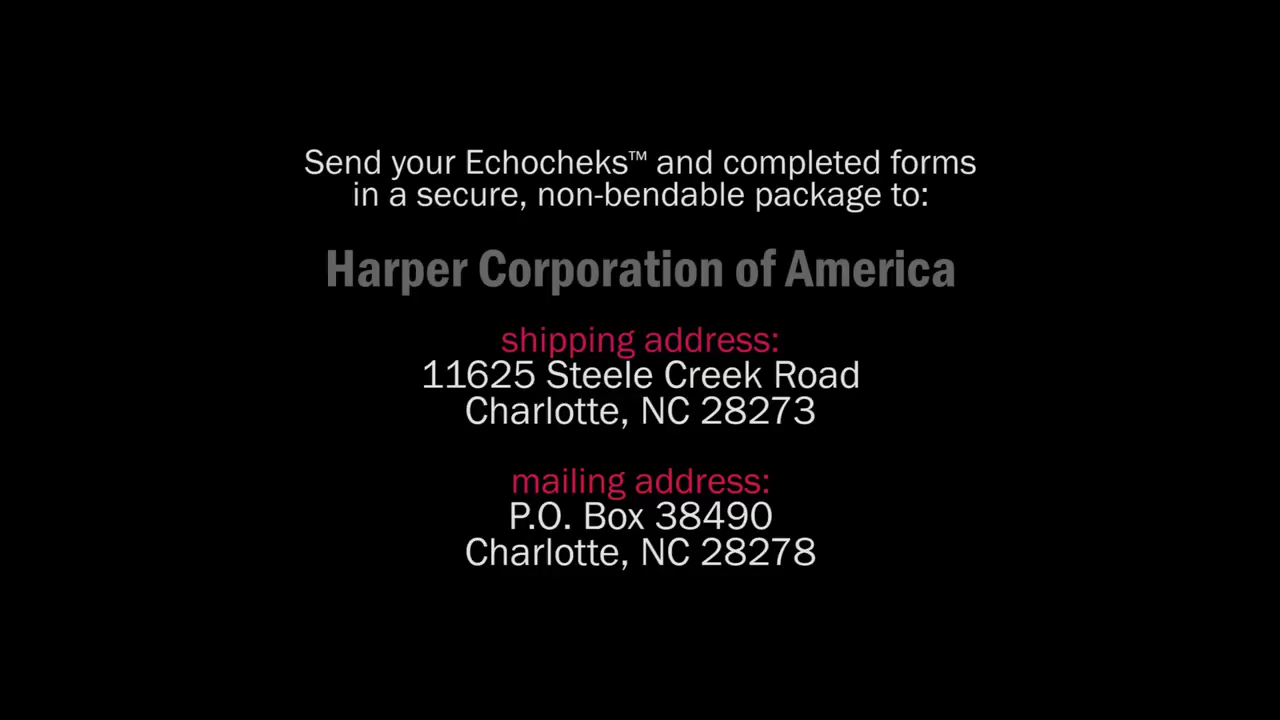 Send your Echocheks™ and completed forms
in a secure, non-bendable package to:
Harper Corporation of America
shipping address:
11625 Steele Creek Road
Charlotte, NC 28273
mailing address:
P.O. Box 38490
Charlotte, NC 28278